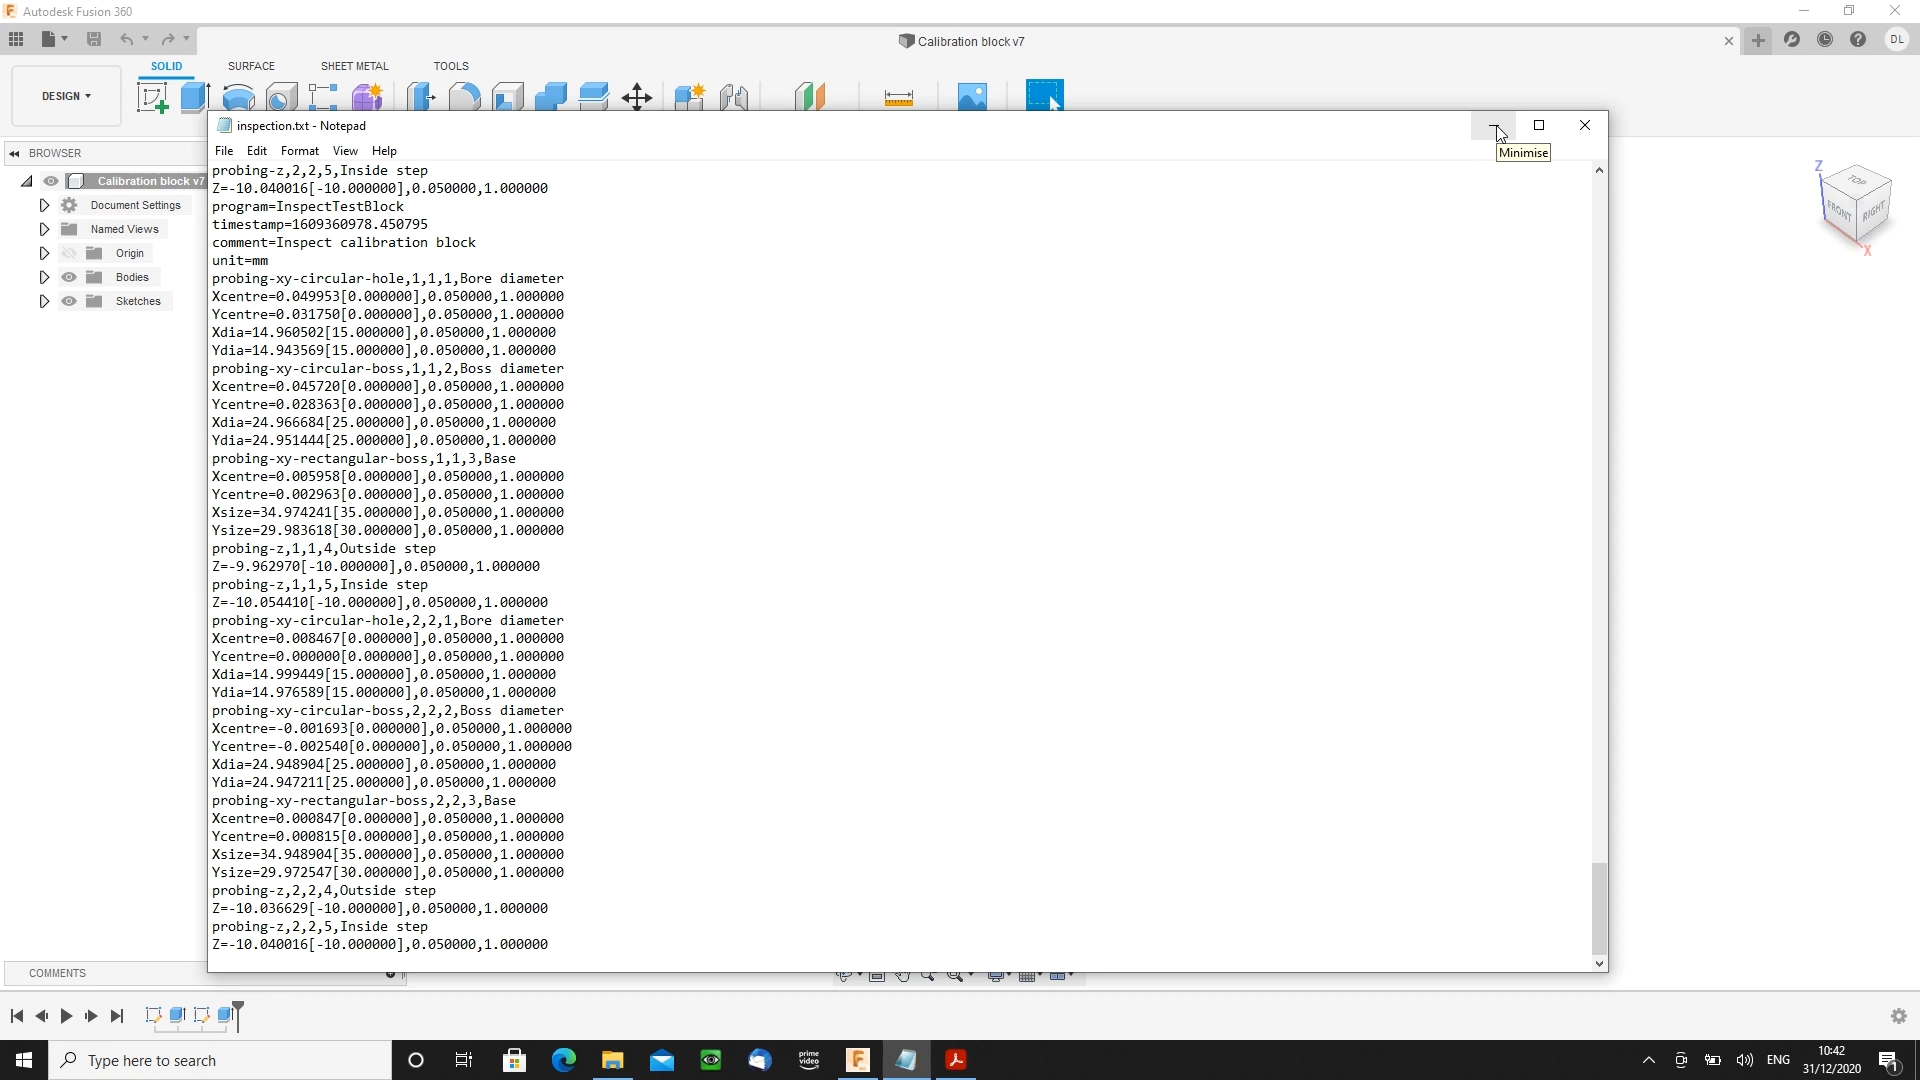 Autodesk Fusion 360
Calibration block v7
DL
SOLID
SURFACE
SHEET METAL
TOOLS
DESIGN
inspection.txt - Notepad
Minimise
File Edit Format View Help
BROWSER
Calibration block v7
Document Settings
Named Views
Origin
Bodies
Sketches
probing-z,2,2,5,Inside step
Z=-10.040016[-10.000000],0.050000,1.000000
program=InspectTestBlock
timestamp=1609360978.450795
comment=Inspect calibration block
unit=mm
probing-xy-circular-hole,1,1,1,Bore diameter
Xcentre=0.049953[0.000000],0.050000,1.000000
Ycentre=0.031750[0.000000],0.050000,1.000000
Xdia=14.960502[15.000000],0.050000,1.000000
Ydia=14.943569[15.000000],0.050000,1.000000
probing-xy-circular-boss,1,1,2,Boss diameter
Xcentre=0.045720[0.000000],0.050000,1.000000
Ycentre=0.028363[0.000000],0.050000,1.000000
Xdia=24.966684[25.000000],0.050000,1.000000
Ydia=24.951444[25.000000],0.050000,1.000000
probing-xy-rectangular-boss,1,1,3,Base
Xcentre=0.005958[0.000000],0.050000,1.000000
Ycentre=0.002963[0.000000],0.050000,1.000000
Xsize=34.974241[35.000000],0.050000,1.000000
Ysize=29.983618[30.000000],0.050000,1.000000
probing-z,1,1,4,Outside step
Z=-9.962970[-10.000000],0.050000,1.000000
probing-z,1,1,5,Inside step
Z=-10.054410[-10.000000],0.050000,1.000000
probing-xy-circular-hole,2,2,1,Bore diameter
Xcentre=0.008467[0.000000],0.050000,1.000000
Ycentre=0.000000[0.000000],0.050000,1.000000
Xdia=14.999449[15.000000],0.050000,1.000000
Ydia=14.976589[15.000000],0.050000,1.000000
probing-xy-circular-boss,2,2,2,Boss diameter
Xcentre=-0.001693[0.000000],0.050000,1.000000
Ycentre=-0.002540[0.000000],0.050000,1.000000
Xdia=24.948904[25.000000],0.050000,1.000000
Ydia=24.947211[25.000000],0.050000,1.000000
probing-xy-rectangular-boss,2,2,3,Base
Xcentre=0.000847[0.000000],0.050000,1.000000
Ycentre=0.000815[0.000000],0.050000,1.000000
Xsize=34.948904[35.000000],0.050000,1.000000
Ysize=29.972547[30.000000],0.050000,1.000000
probing-z,2,2,4,Outside step
Z=-10.036629[-10.000000],0.050000,1.000000
probing-z,2,2,5,Inside step
Z=-10.040016[-10.000000],0.050000,1.000000
Z
TOP
FRONT
RIGHT
X
COMMENTS
Type here to search
prime video
ENG
10:42
31/12/2020
1